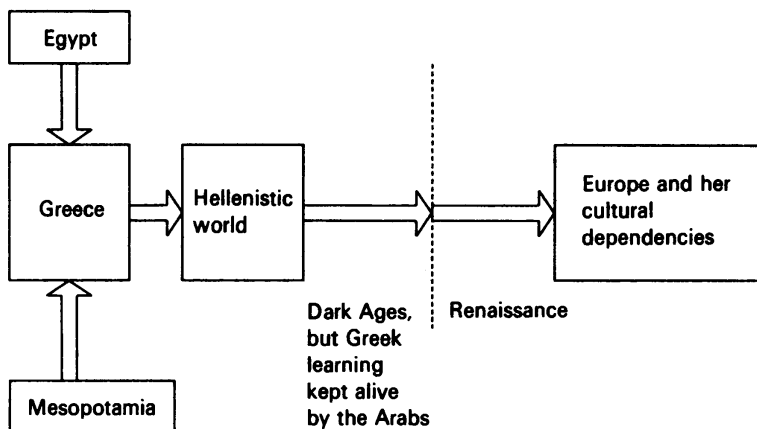 Egypt
Greece
Hellenistic
world
Europe and her
cultural
dependencies
Dark Ages,
but Greek
learning
kept alive
by the Arabs
Renaissance
Mesopotamia